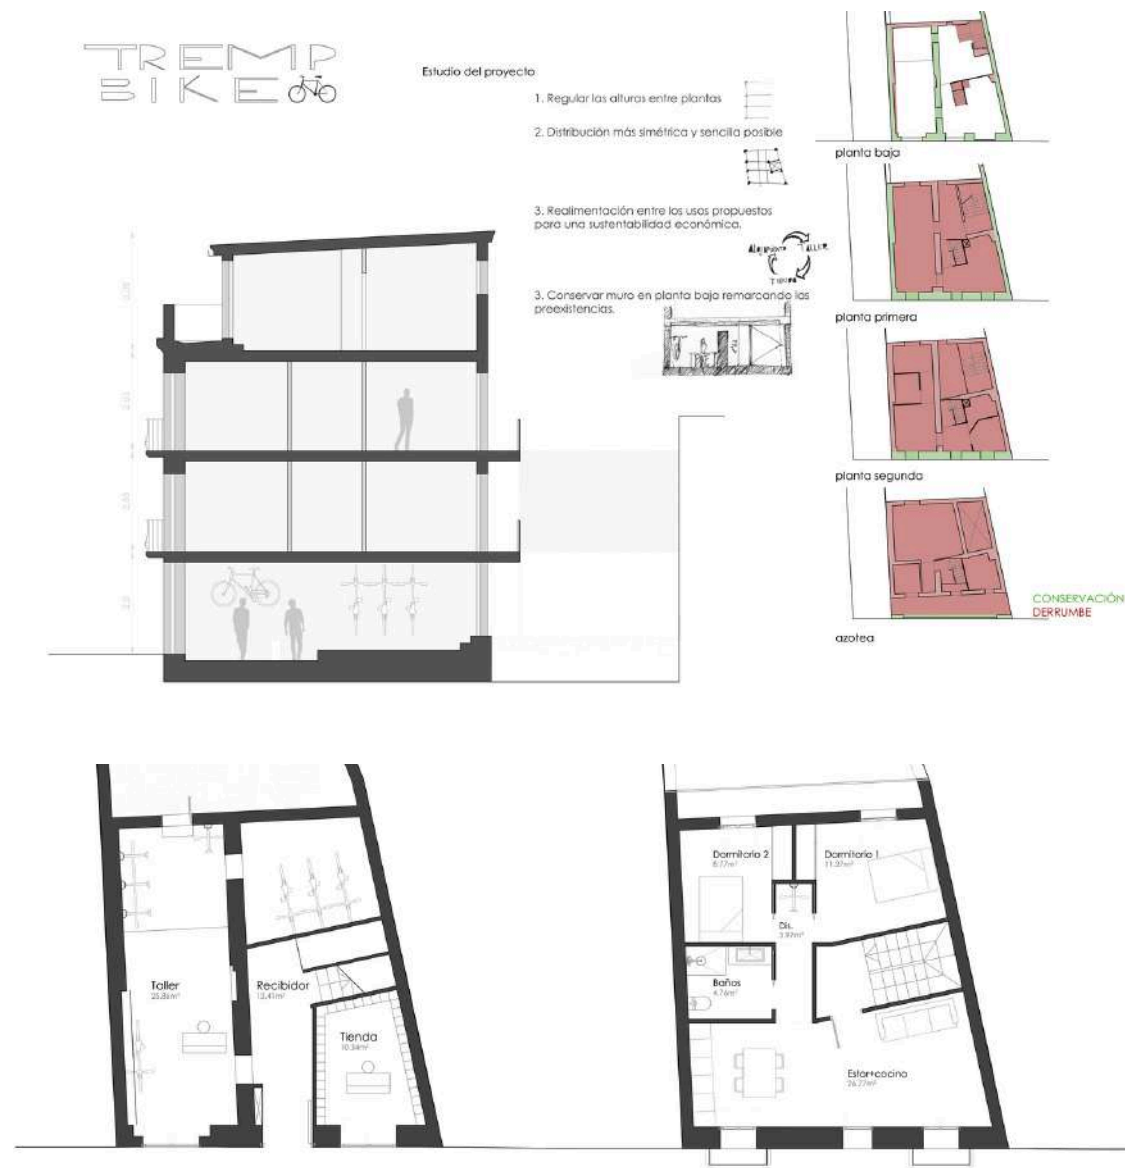 TREMP
BIKE
Estudio del proyecto
1. Regular las alturas entre plantas
2. Distribución más simétrica y sencilla posible
3. Realimentación entre los usos propuestos
para una sustentabilidad económica.
Alojamiento
TALLER
Tienda
3. Conservar muro en planta baja remarcando las
preexistencias.
planta baja
planta primera
planta segunda
azotea
CONSERVACIÓN
DERRUMBE
Taller
Recibidor
Tienda
Dormitorio 2
Dormitorio 1
Dis.
Baños
Estar+cocina